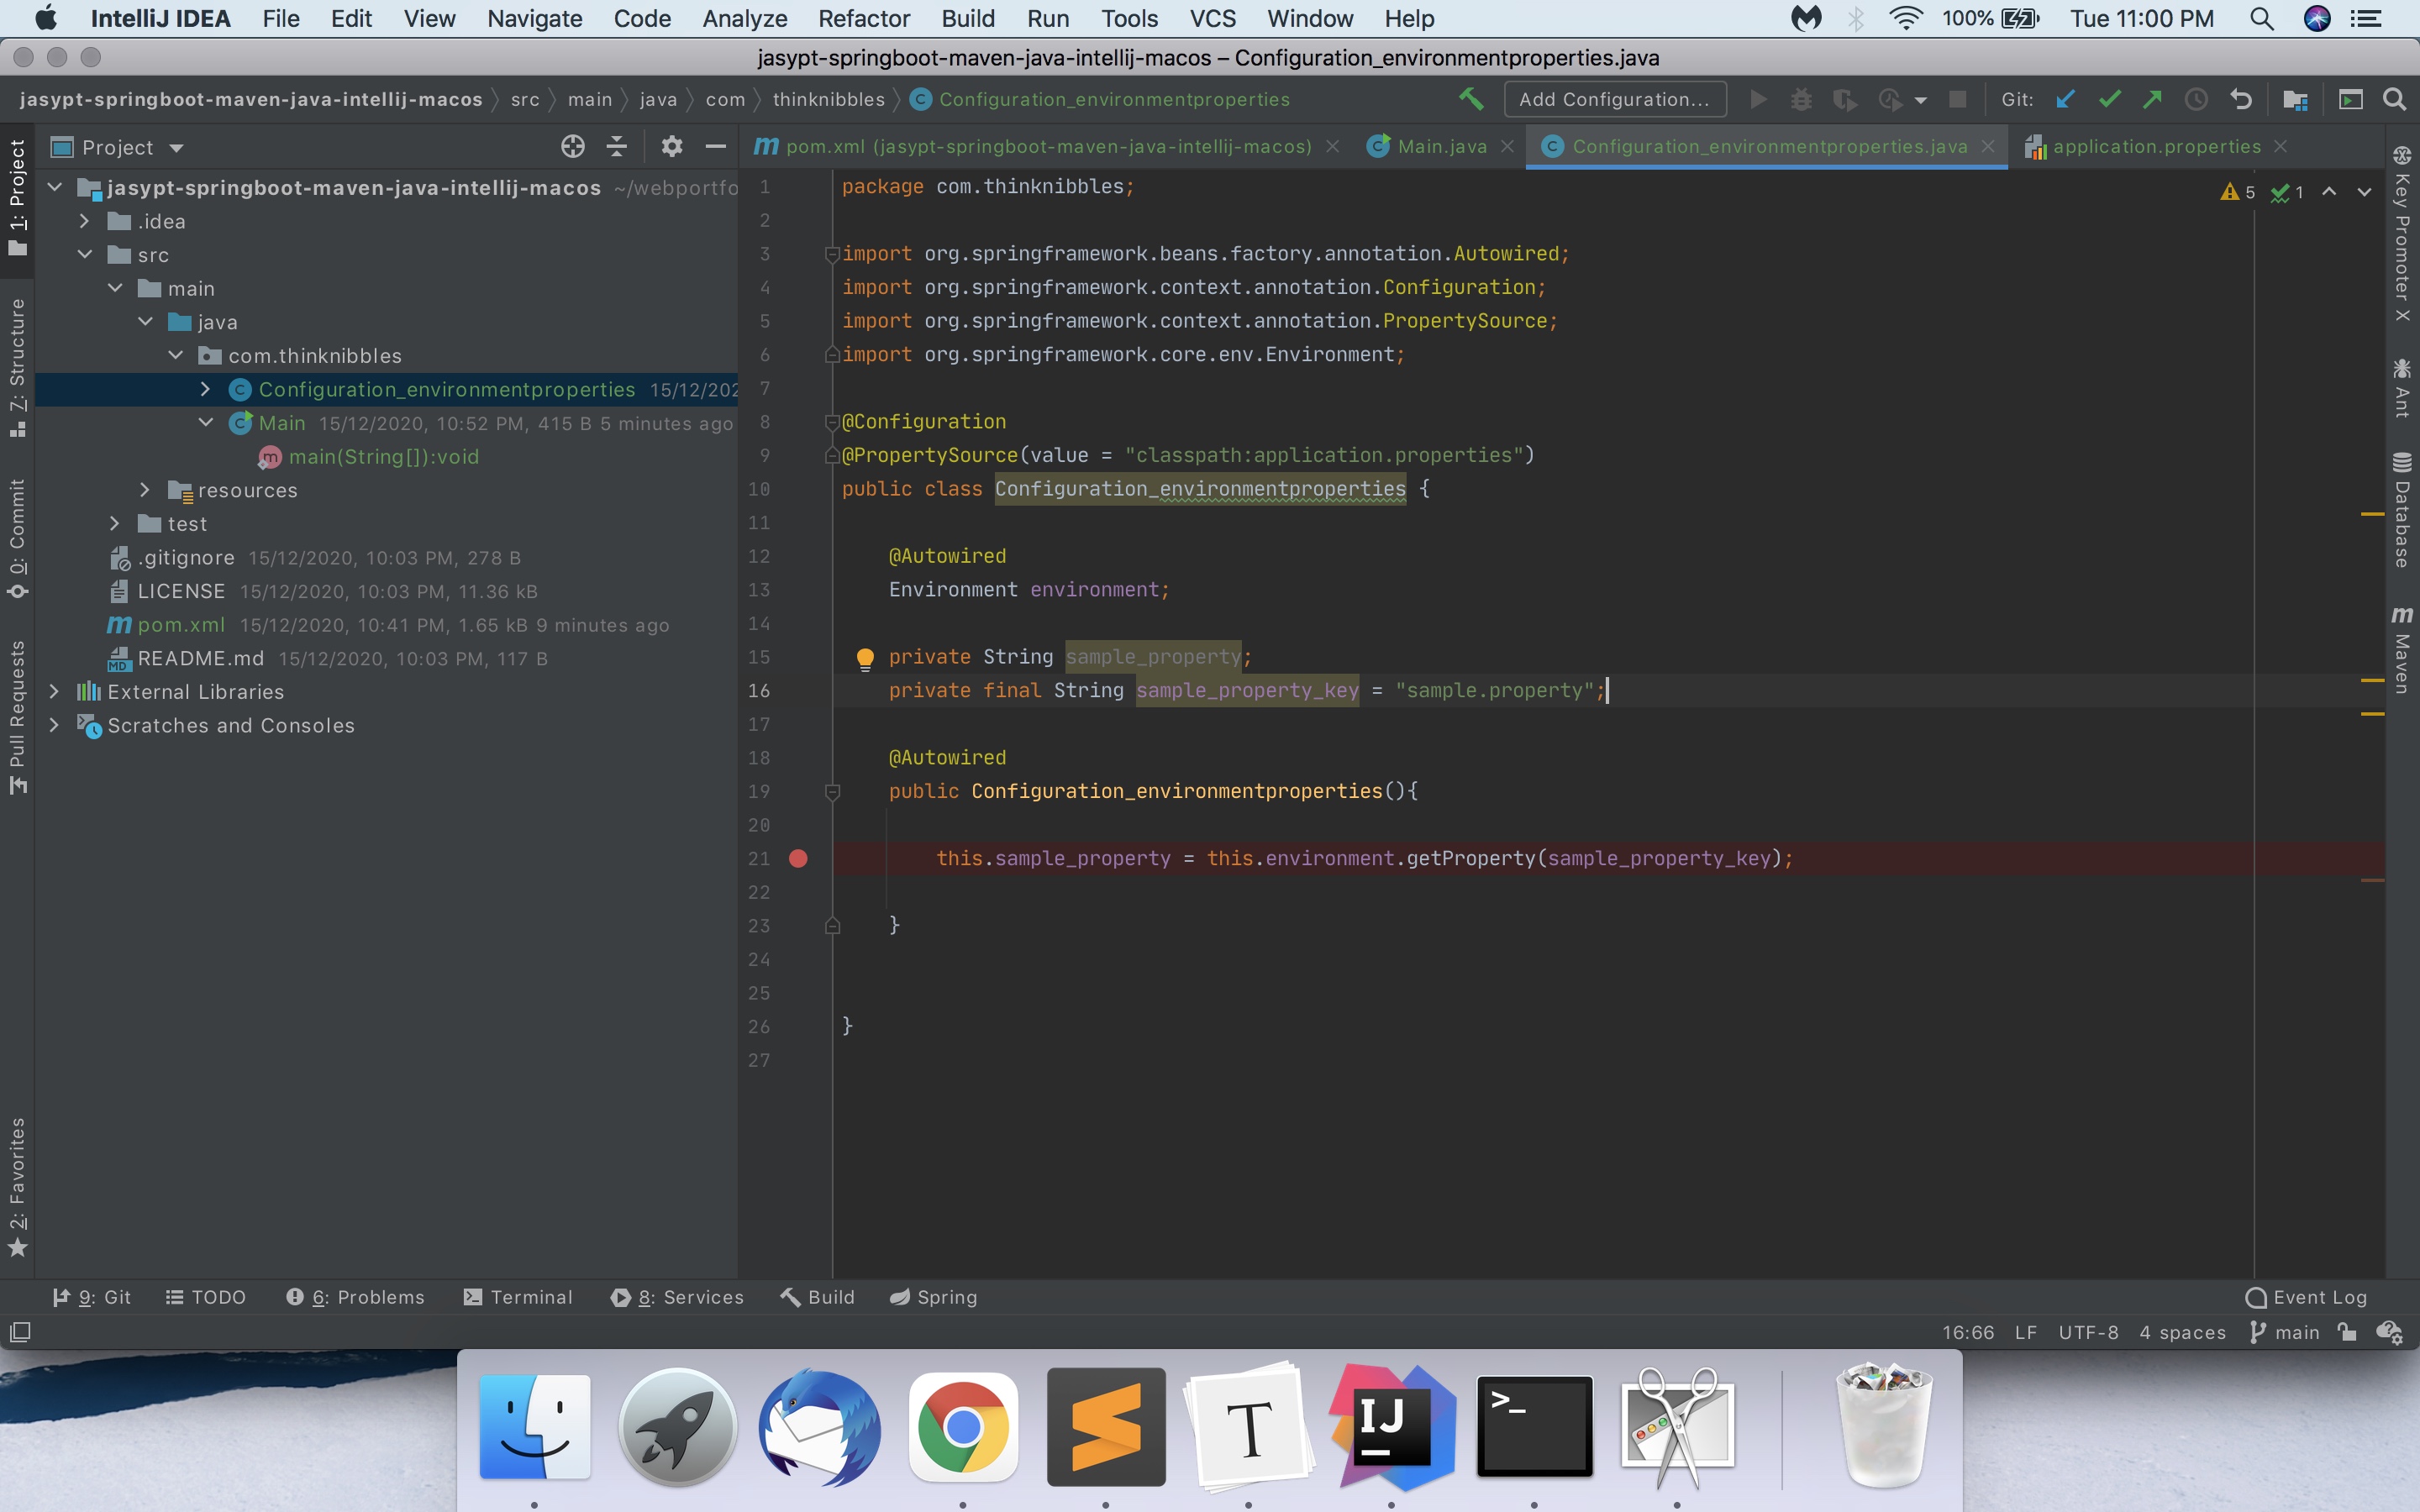 IntelliJ IDEA File Edit View Navigate Code Analyze Refactor Build Run Tools VCS Window Help 100% Tue 11:00 PM
jasypt-springboot-maven-java-intellij-macos – Configuration_environmentproperties.java
jasypt-springboot-maven-java-intellij-macos src main java com thinknibbles Configuration_environmentproperties Add Configuration... Git:
Project
pom.xml (jasypt-springboot-maven-java-intellij-macos) Main.java Configuration_environmentproperties.java application.properties
1: Project
7: Structure
0: Commit
Pull Requests
2: Favorites
jasypt-springboot-maven-java-intellij-macos ~/webportfo
.idea
src
main
java
com.thinknibbles
Configuration_environmentproperties 15/12/202
Main 15/12/2020, 10:52 PM, 415 B 5 minutes ago
main(String[]):void
resources
test
.gitignore 15/12/2020, 10:03 PM, 278 B
LICENSE 15/12/2020, 10:03 PM, 11.36 kB
pom.xml 15/12/2020, 10:41 PM, 1.65 kB 9 minutes ago
README.md 15/12/2020, 10:03 PM, 117 B
External Libraries
Scratches and Consoles
1 package com.thinknibbles;
2
3 import org.springframework.beans.factory.annotation.Autowired;
4 import org.springframework.context.annotation.Configuration;
5 import org.springframework.context.annotation.PropertySource;
6 import org.springframework.core.env.Environment;
7
8 @Configuration
9 @PropertySource(value = "classpath:application.properties")
10 public class Configuration_environmentproperties {
11
12 @Autowired
13 Environment environment;
14
15 private String sample_property;
16 private final String sample_property_key = "sample.property";
17
18 @Autowired
19 public Configuration_environmentproperties(){
20
21 this.sample_property = this.environment.getProperty(sample_property_key);
22
23 }
24
25
26 }
27
5 1
Key Promoter X
Ant
Database
Maven
9: Git TODO 6: Problems Terminal 8: Services Build Spring Event Log
16:66 LF UTF-8 4 spaces main
T
IJ
>_